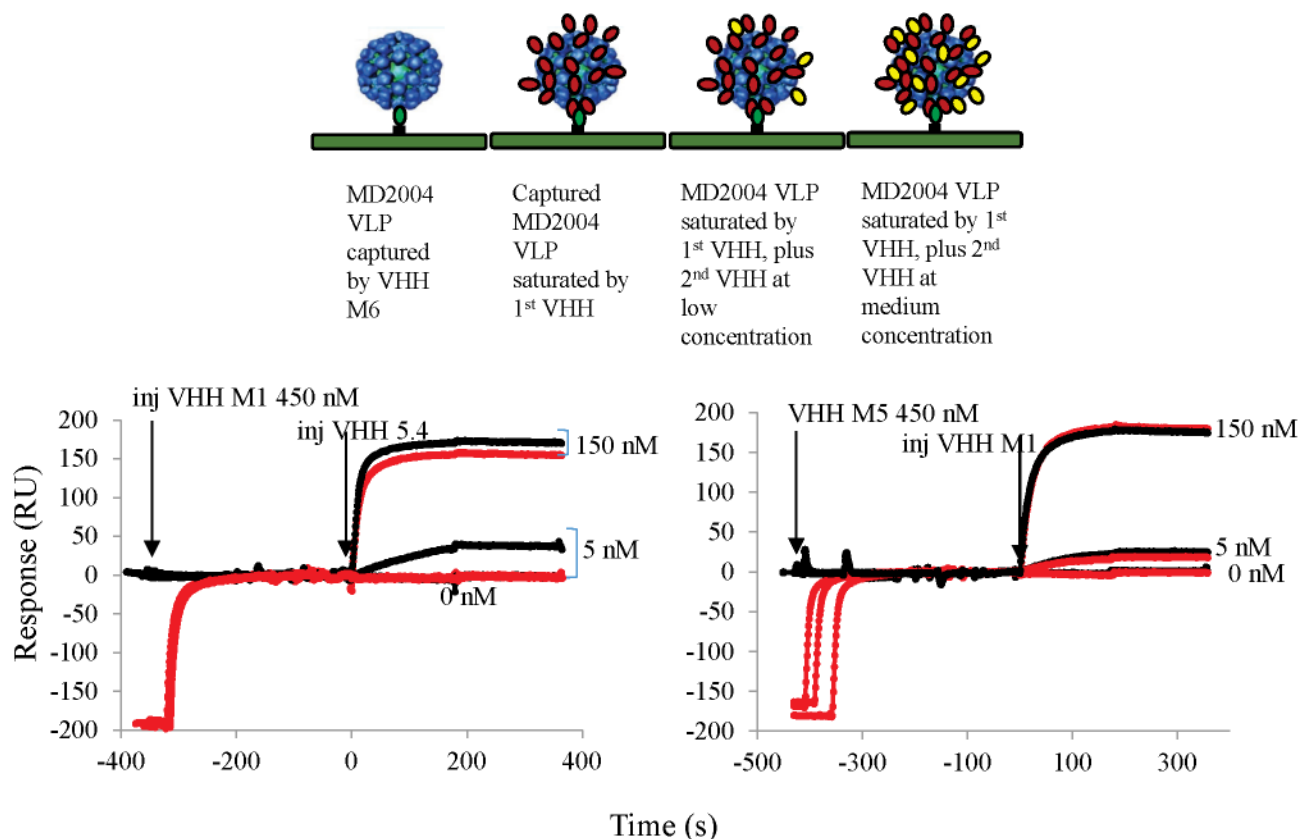 MD2004
VLP
captured
by VHH
M6
Captured
MD2004
VLP
saturated by
1st VHH
MD2004 VLP
saturated by
1st VHH, plus
2nd VHH at
low
concentration
MD2004 VLP
saturated by 1st
VHH, plus 2nd
VHH at
medium
concentration
inj VHH M1 450 nM
inj VHH 5.4
200
150
100
50
0
-50
-100
-150
-200
150 nM
5 nM
0 nM
-400
-200
0
200
400
Response (RU)
VHH M5 450 nM
inj VHH M1
200
150
100
50
0
-50
-100
-150
-200
150 nM
5 nM
0 nM
-500
-300
-100
100
300
Time (s)